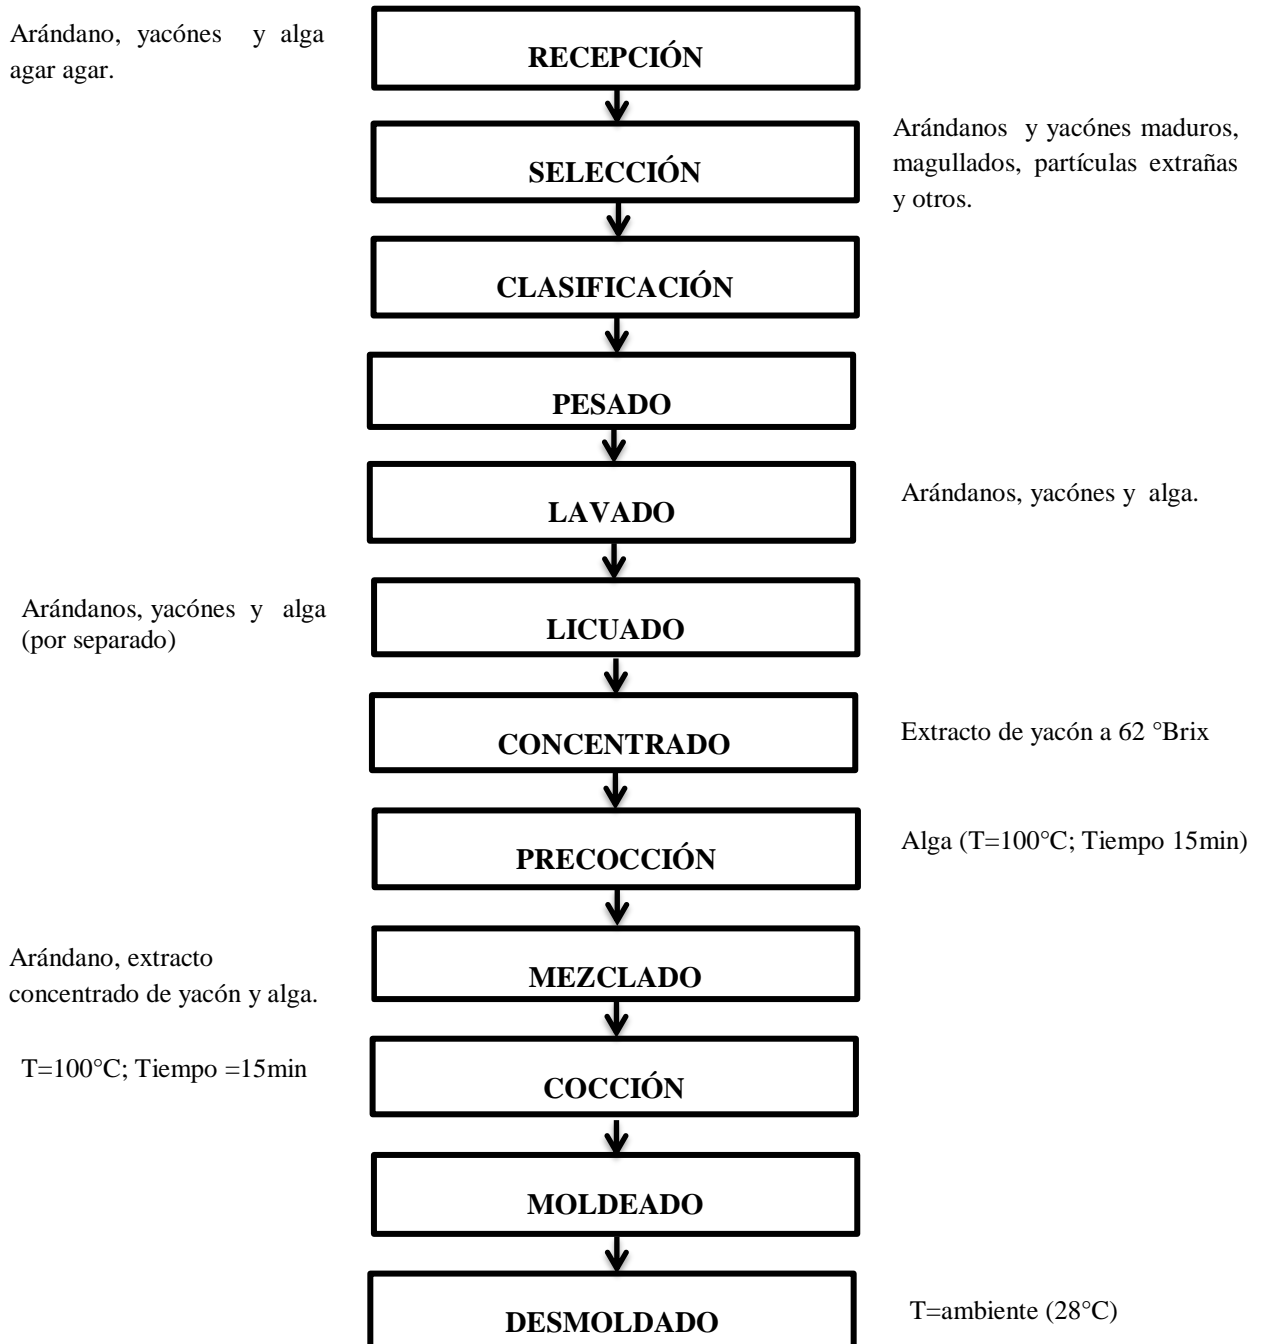 Arándano, yacónes y alga
agar agar.
RECEPCIÓN
SELECCIÓN
Arándanos y yacónes maduros,
magullados, partículas extrañas
y otros.
CLASIFICACIÓN
PESADO
LAVADO
Arándanos, yacónes y alga.
Arándanos, yacónes y alga
(por separado)
LICUADO
CONCENTRADO
Extracto de yacón a 62 °Brix
PRECOCCIÓN
Alga (T=100°C; Tiempo 15min)
Arándano, extracto
concentrado de yacón y alga.
MEZCLADO
T=100°C; Tiempo =15min
COCCIÓN
MOLDEADO
DESMOLDADO
T=ambiente (28°C)